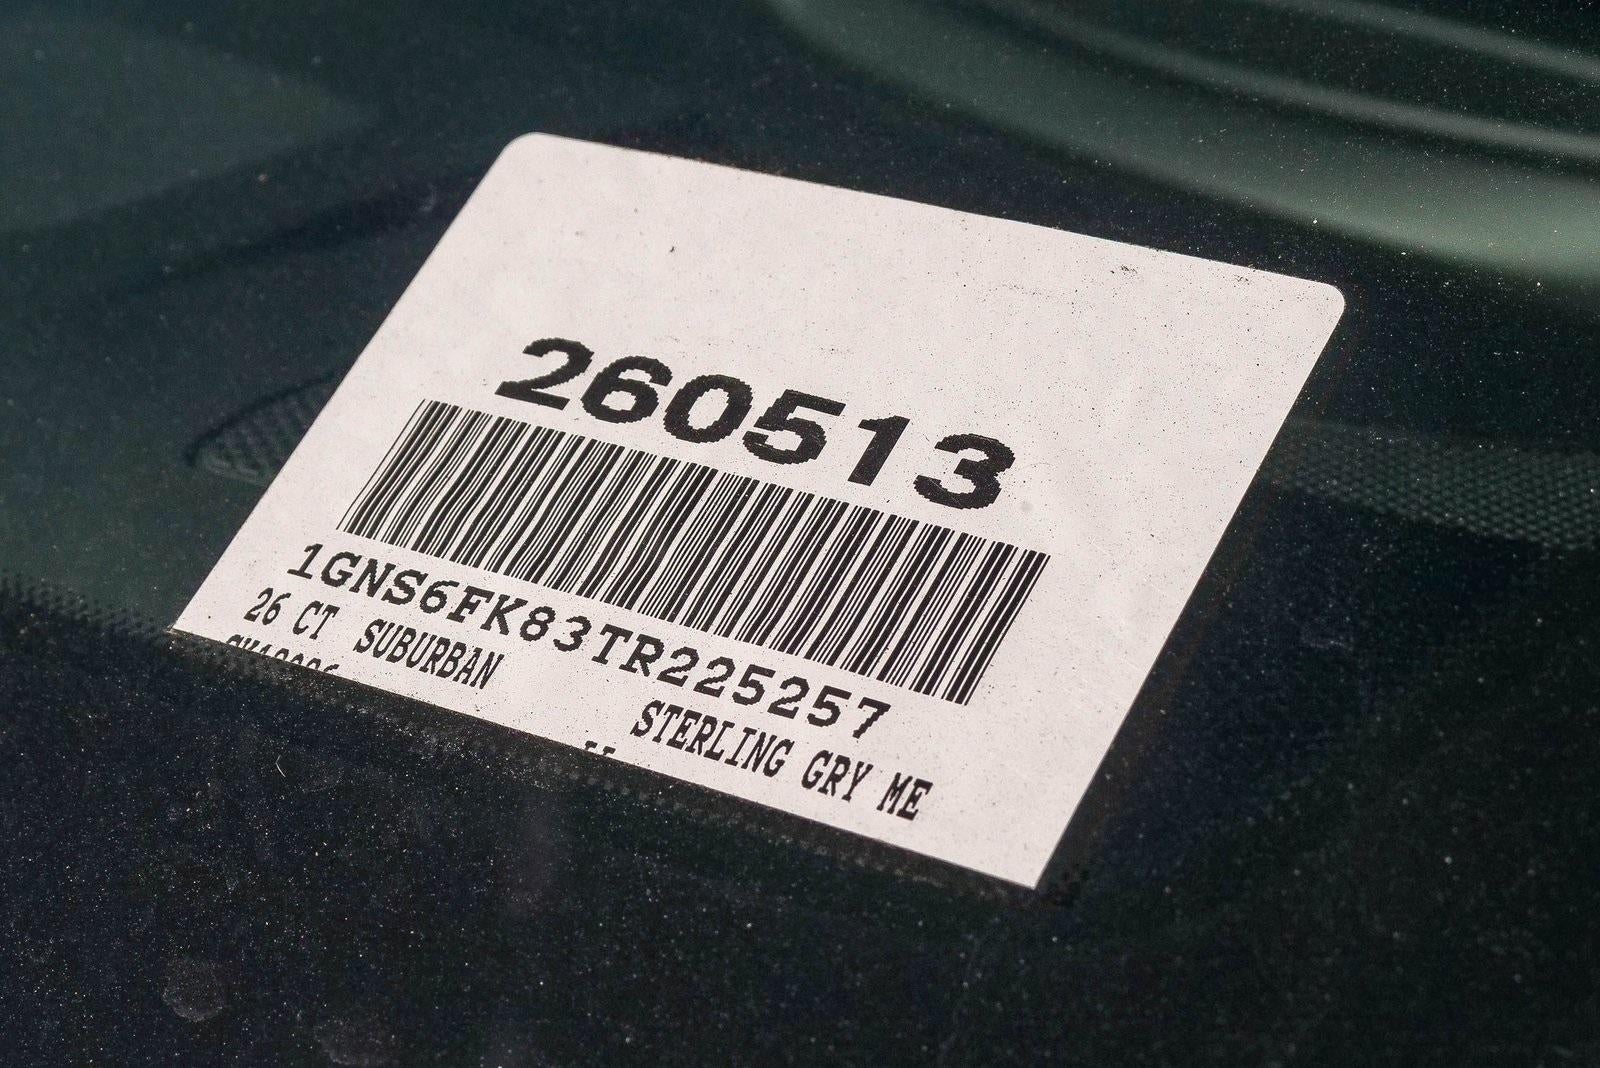 260513
1GNS6FK83TR225257
26 CT SUBURBAN
STERLING GRY ME